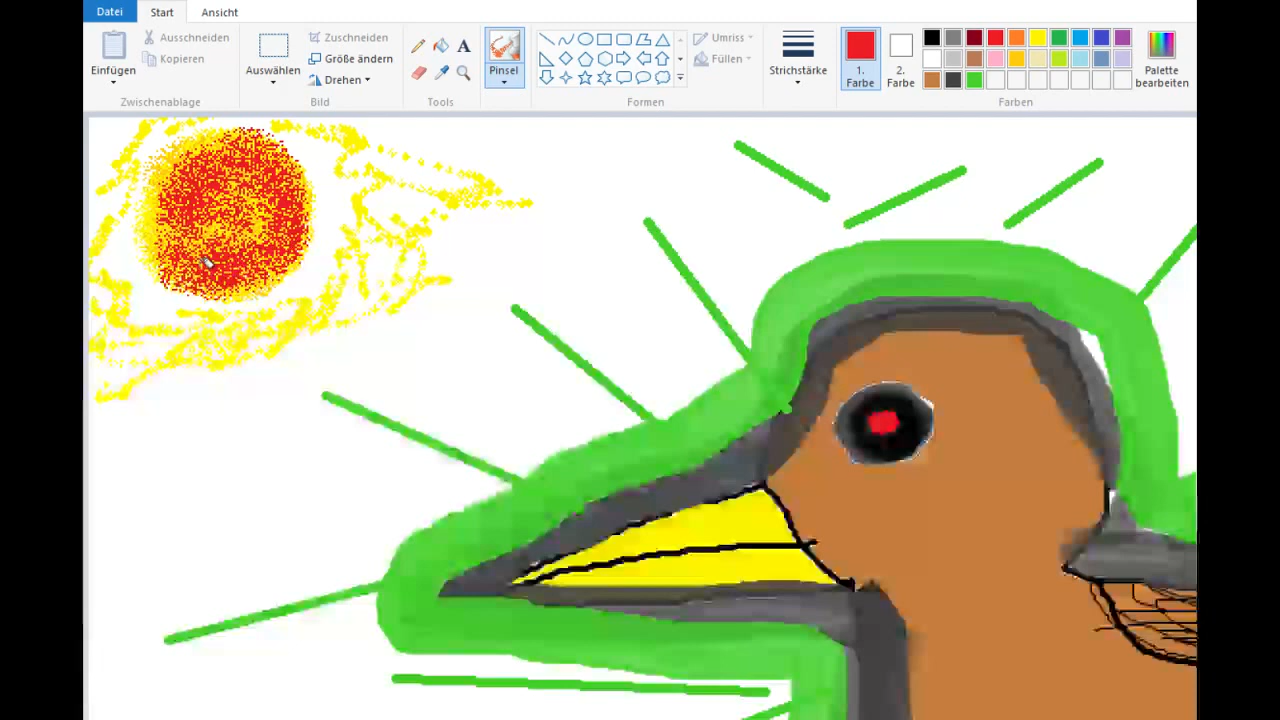 Datei Start Ansicht
Ausschneiden Zuschneiden Umriss
Kopieren Größe ändern Füllen
Einfügen Auswählen Drehen Pinsel Strichstärke 1. Farbe 2. Farbe Palette bearbeiten
A
Zwischenablage Bild Tools Formen Farben